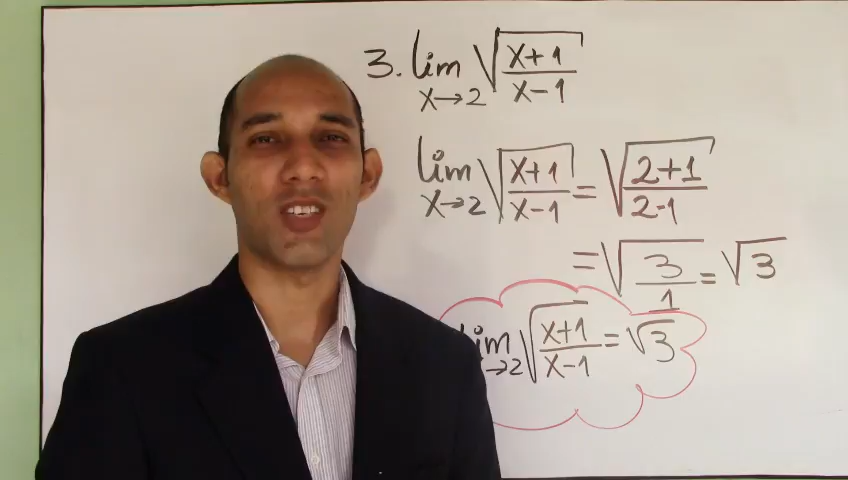 3. lim x→2 √((x+1)/(x-1))
lim x→2 √((x+1)/(x-1)) = √((2+1)/(2-1))
= √(3/1) = √3
im →2 √((x+1)/(x-1)) = √3